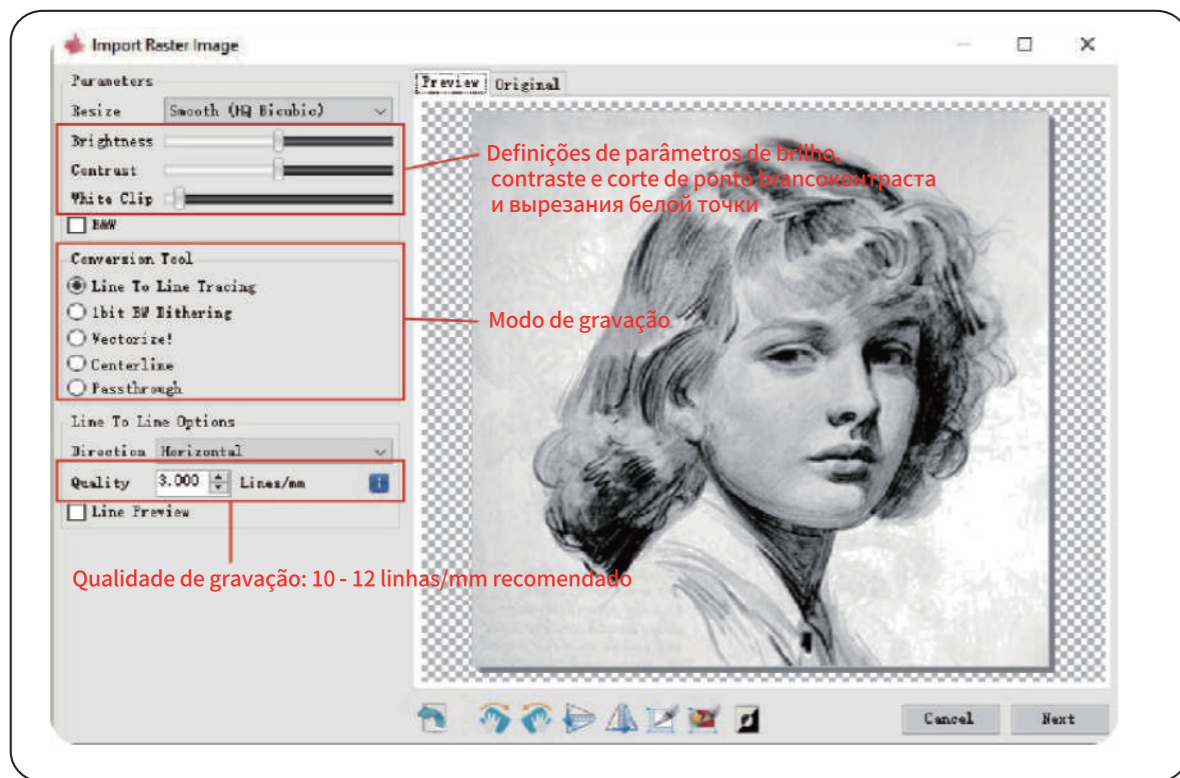 Import Raster Image
Parameters
Resize Smooth (HQ Bicubic)
Brightness
Contrast
White Clip
B&W
Conversion Tool
Line To Line Tracing
1bit BW Dithering
Vectorize!
Centerline
Passthrough
Line To Line Options
Direction Horizontal
Quality 3.000 Lines/mm
Line Preview
Preview Original
Definições de parâmetros de brilho,
contraste e corte de ponto brancoконтраста
и вырезания белой точки
Modo de gravação
Qualidade de gravação: 10 - 12 linhas/mm recomendado
Cancel Next